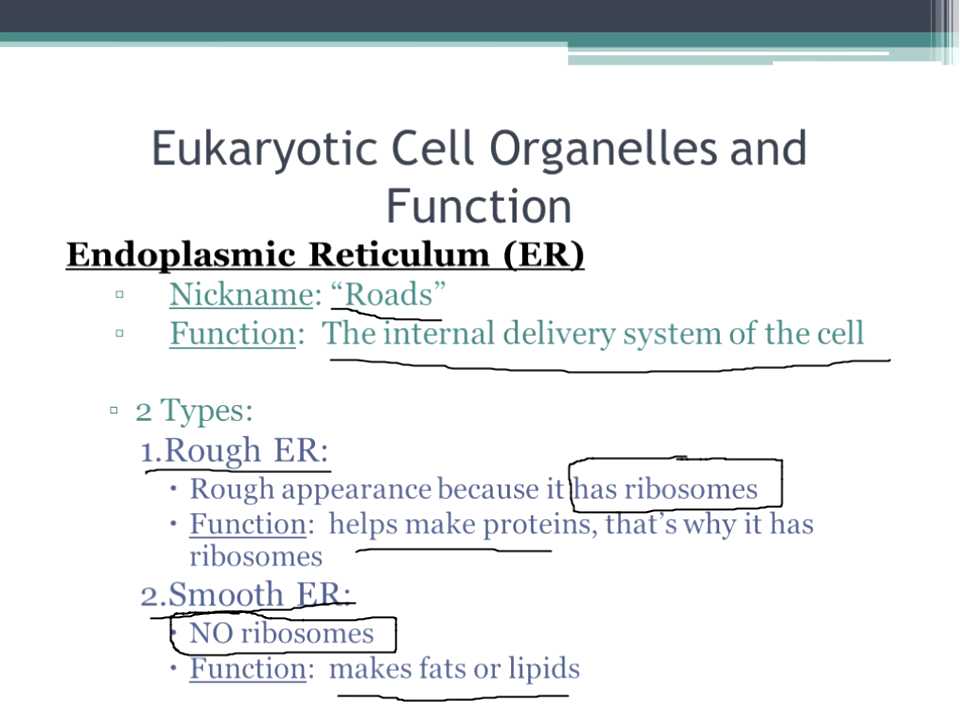 Eukaryotic Cell Organelles and
Function
Endoplasmic Reticulum (ER)
▫ Nickname: “Roads”
▫ Function: The internal delivery system of the cell
▫ 2 Types:
1.Rough ER:
• Rough appearance because it has ribosomes
• Function: helps make proteins, that’s why it has
ribosomes
2.Smooth ER:
• NO ribosomes
• Function: makes fats or lipids